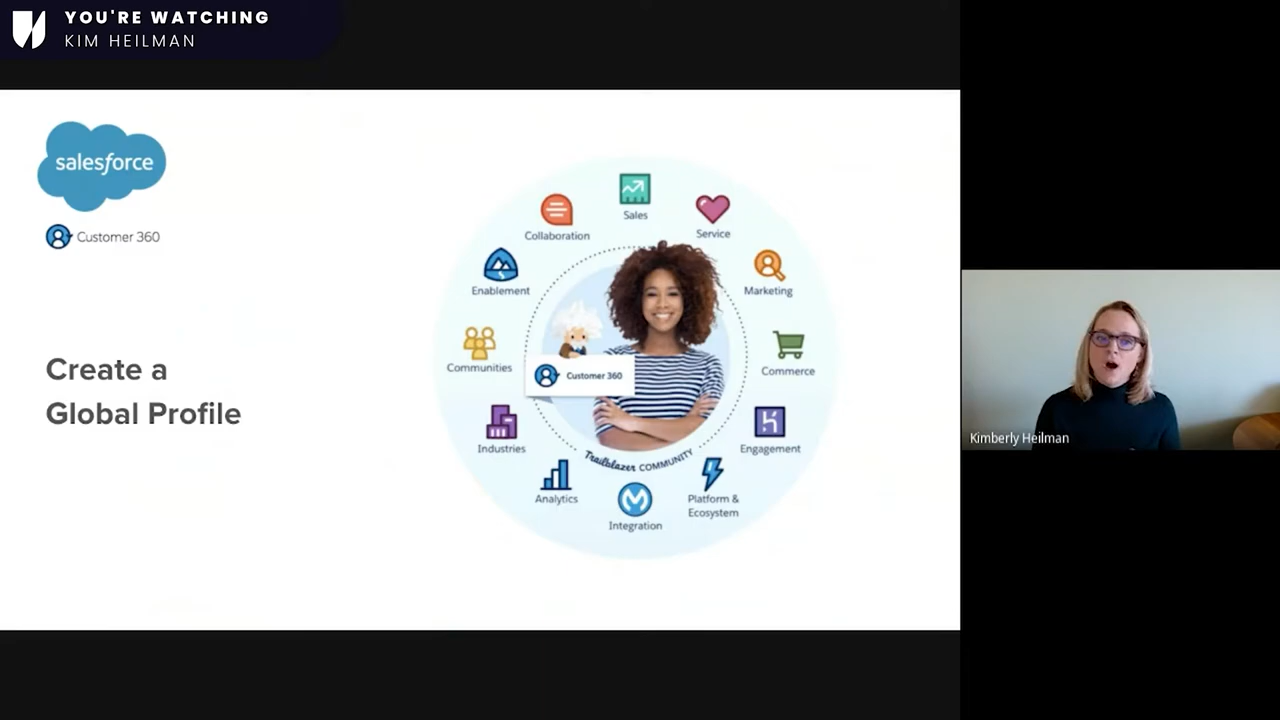 YOU'RE WATCHING
KIM HEILMAN
salesforce
Customer 360
Create a
Global Profile
Sales
Service
Marketing
Commerce
Engagement
Platform &
Ecosystem
Integration
Analytics
Industries
Communities
Enablement
Collaboration
Customer 360
Trailblazer COMMUNITY
Kimberly Heilman